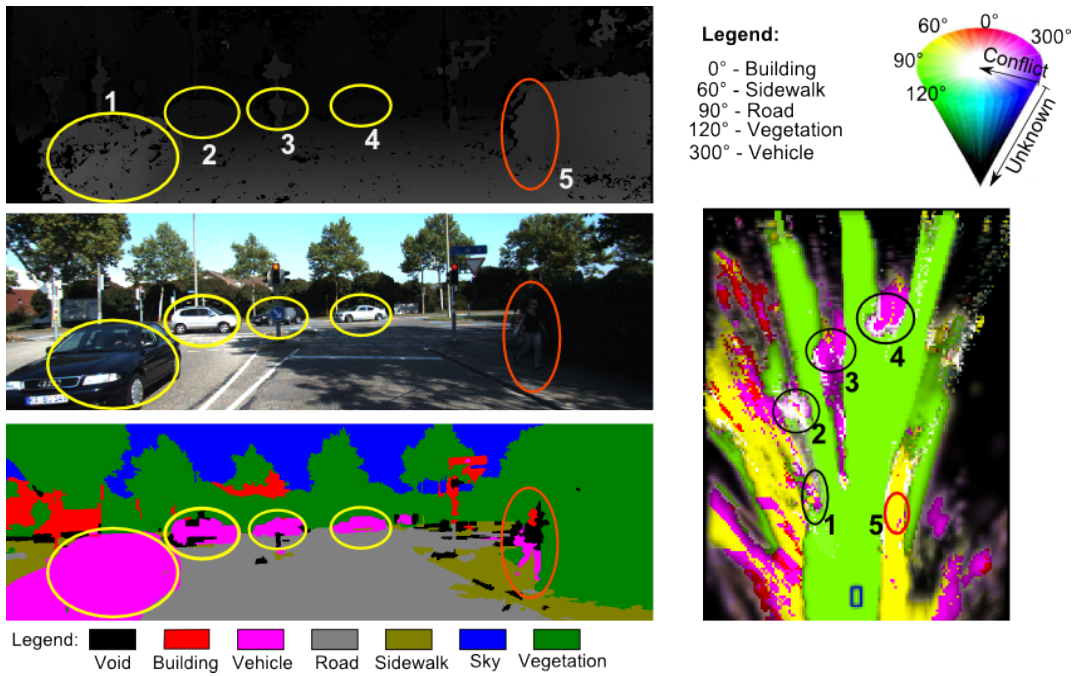 1
2
3
4
5
Legend:
0° - Building
60° - Sidewalk
90° - Road
120° - Vegetation
300° - Vehicle
60°
0°
300°
90°
120°
Conflict
Unknown
1
2
3
4
5
Legend:
Void
Building
Vehicle
Road
Sidewalk
Sky
Vegetation